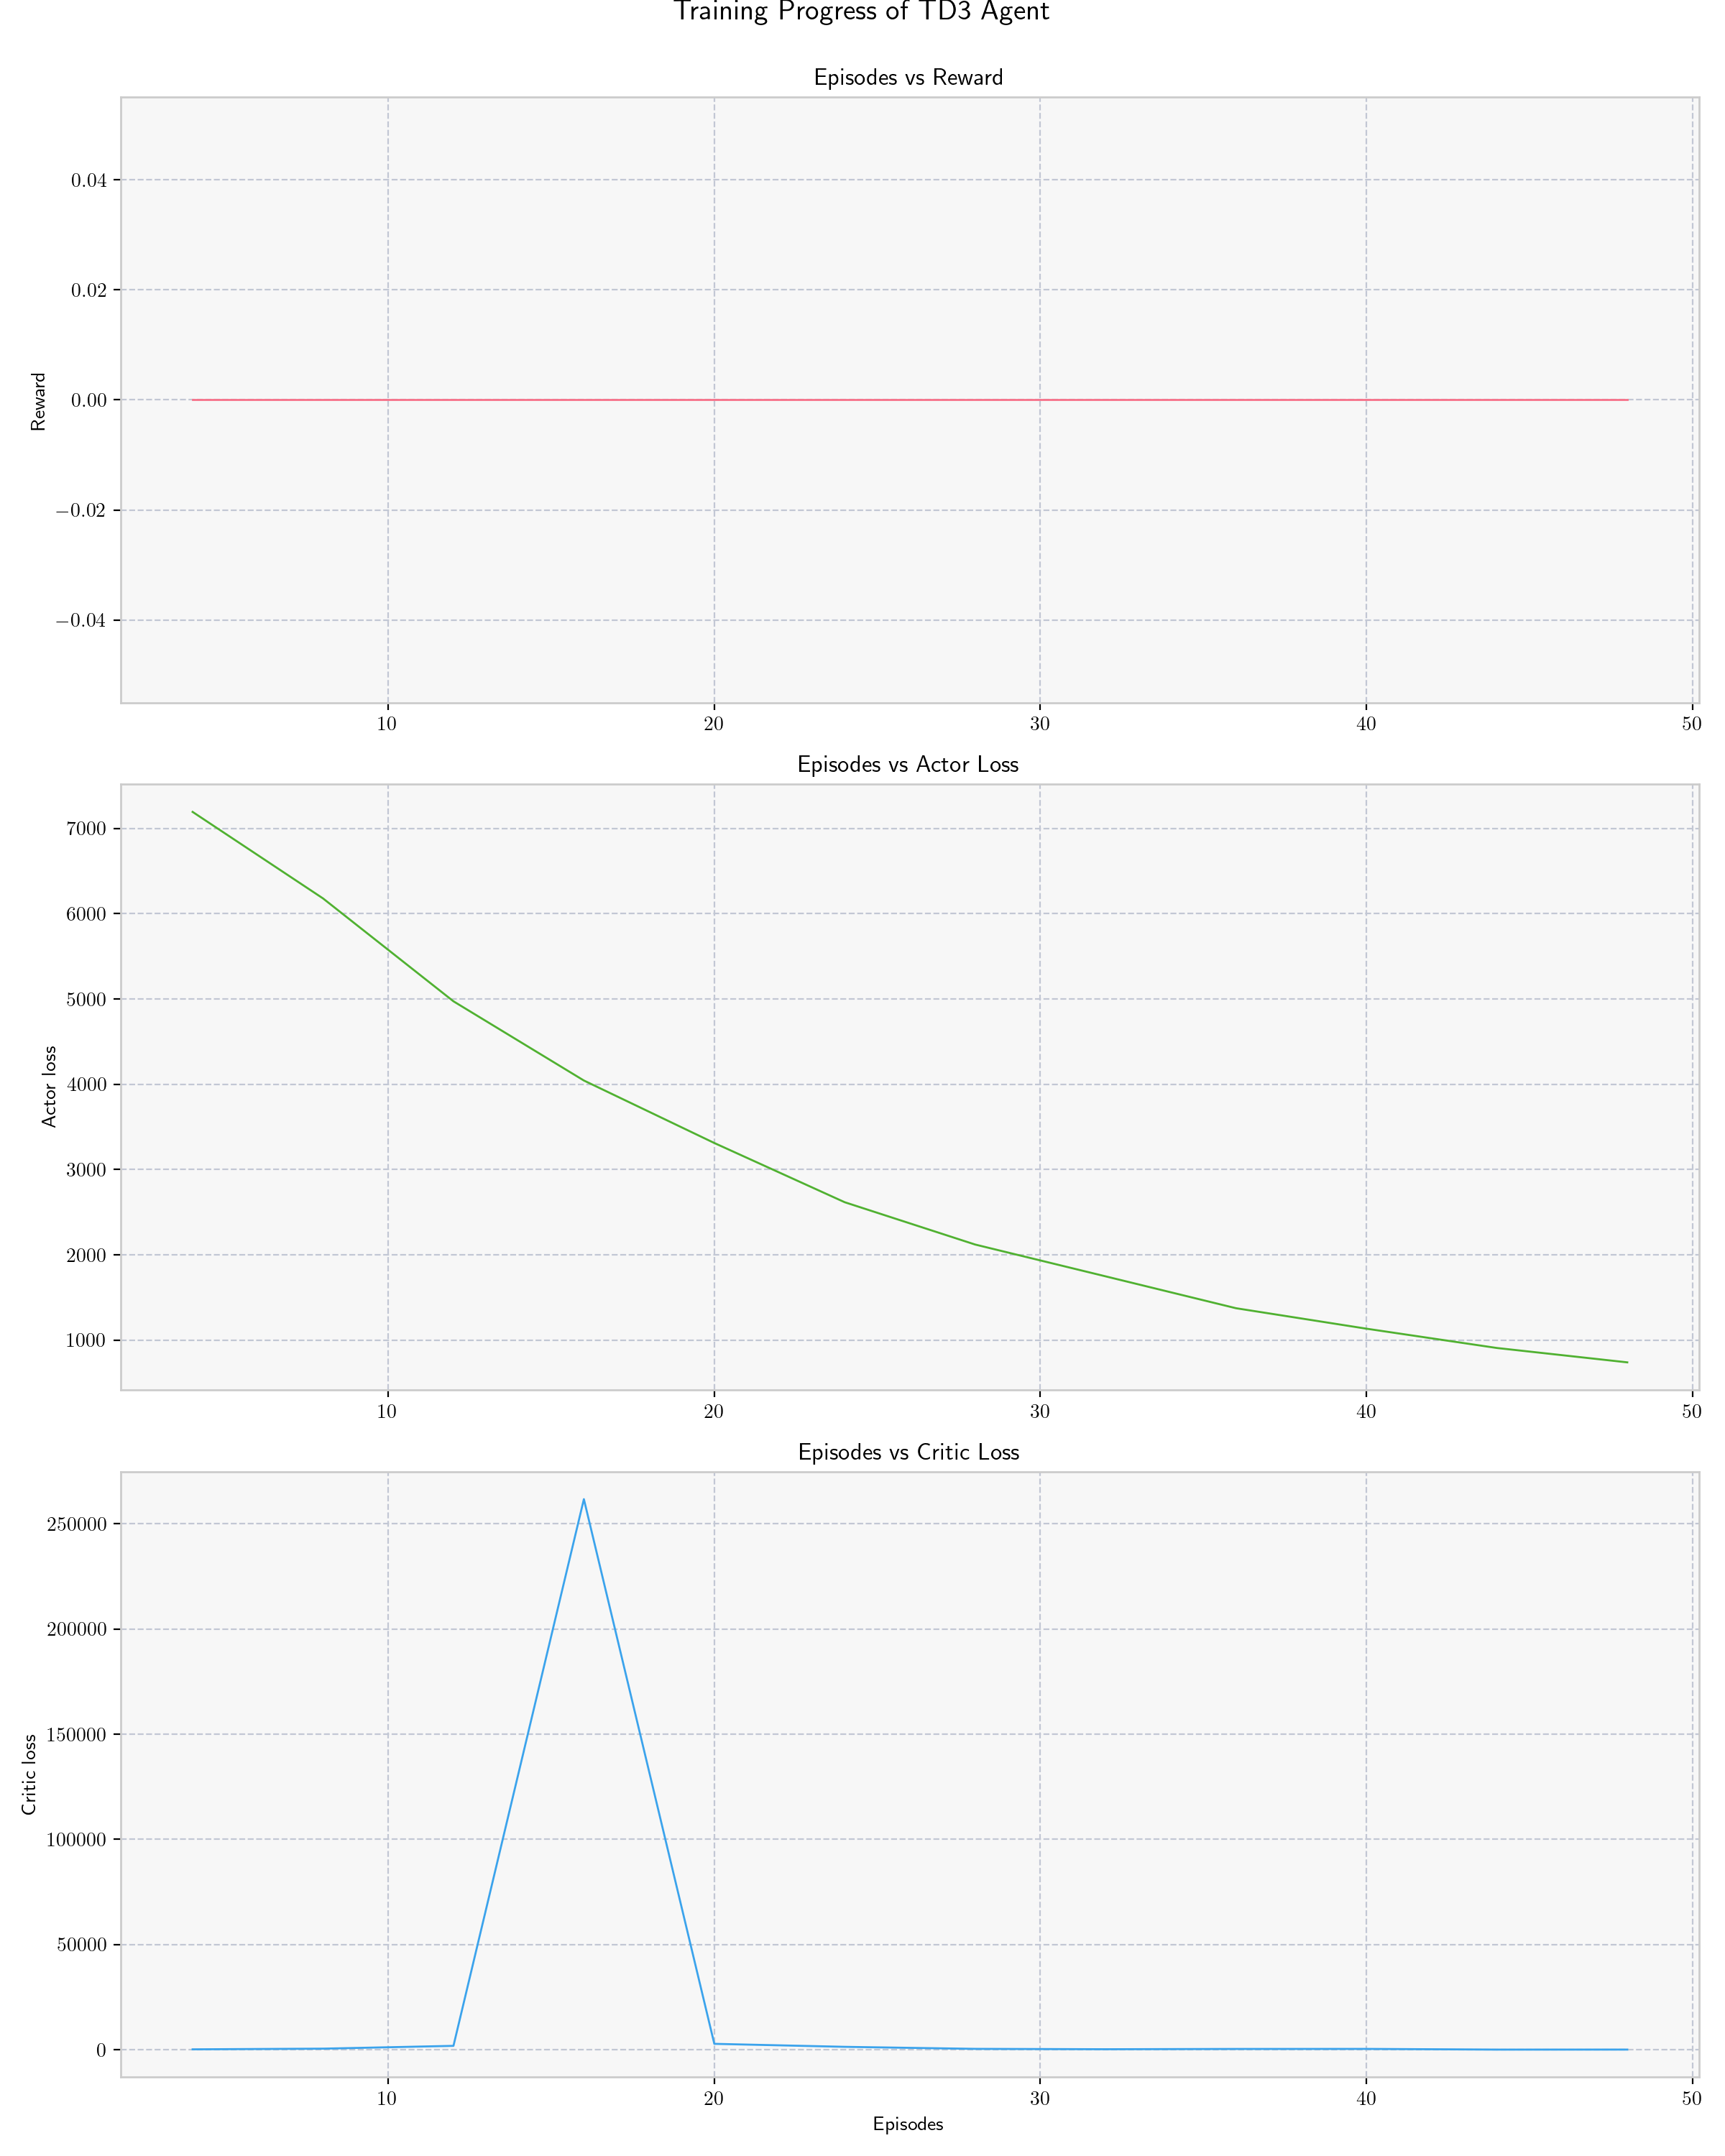 Training Progress of TD3 Agent
Episodes vs Reward
0.04
0.02
0.00
−0.02
−0.04
Reward
10 20 30 40 50
Episodes vs Actor Loss
7000
6000
5000
4000
3000
2000
1000
Actor loss
10 20 30 40 50
Episodes vs Critic Loss
250000
200000
150000
100000
50000
0
Critic loss
10 20 30 40 50
Episodes